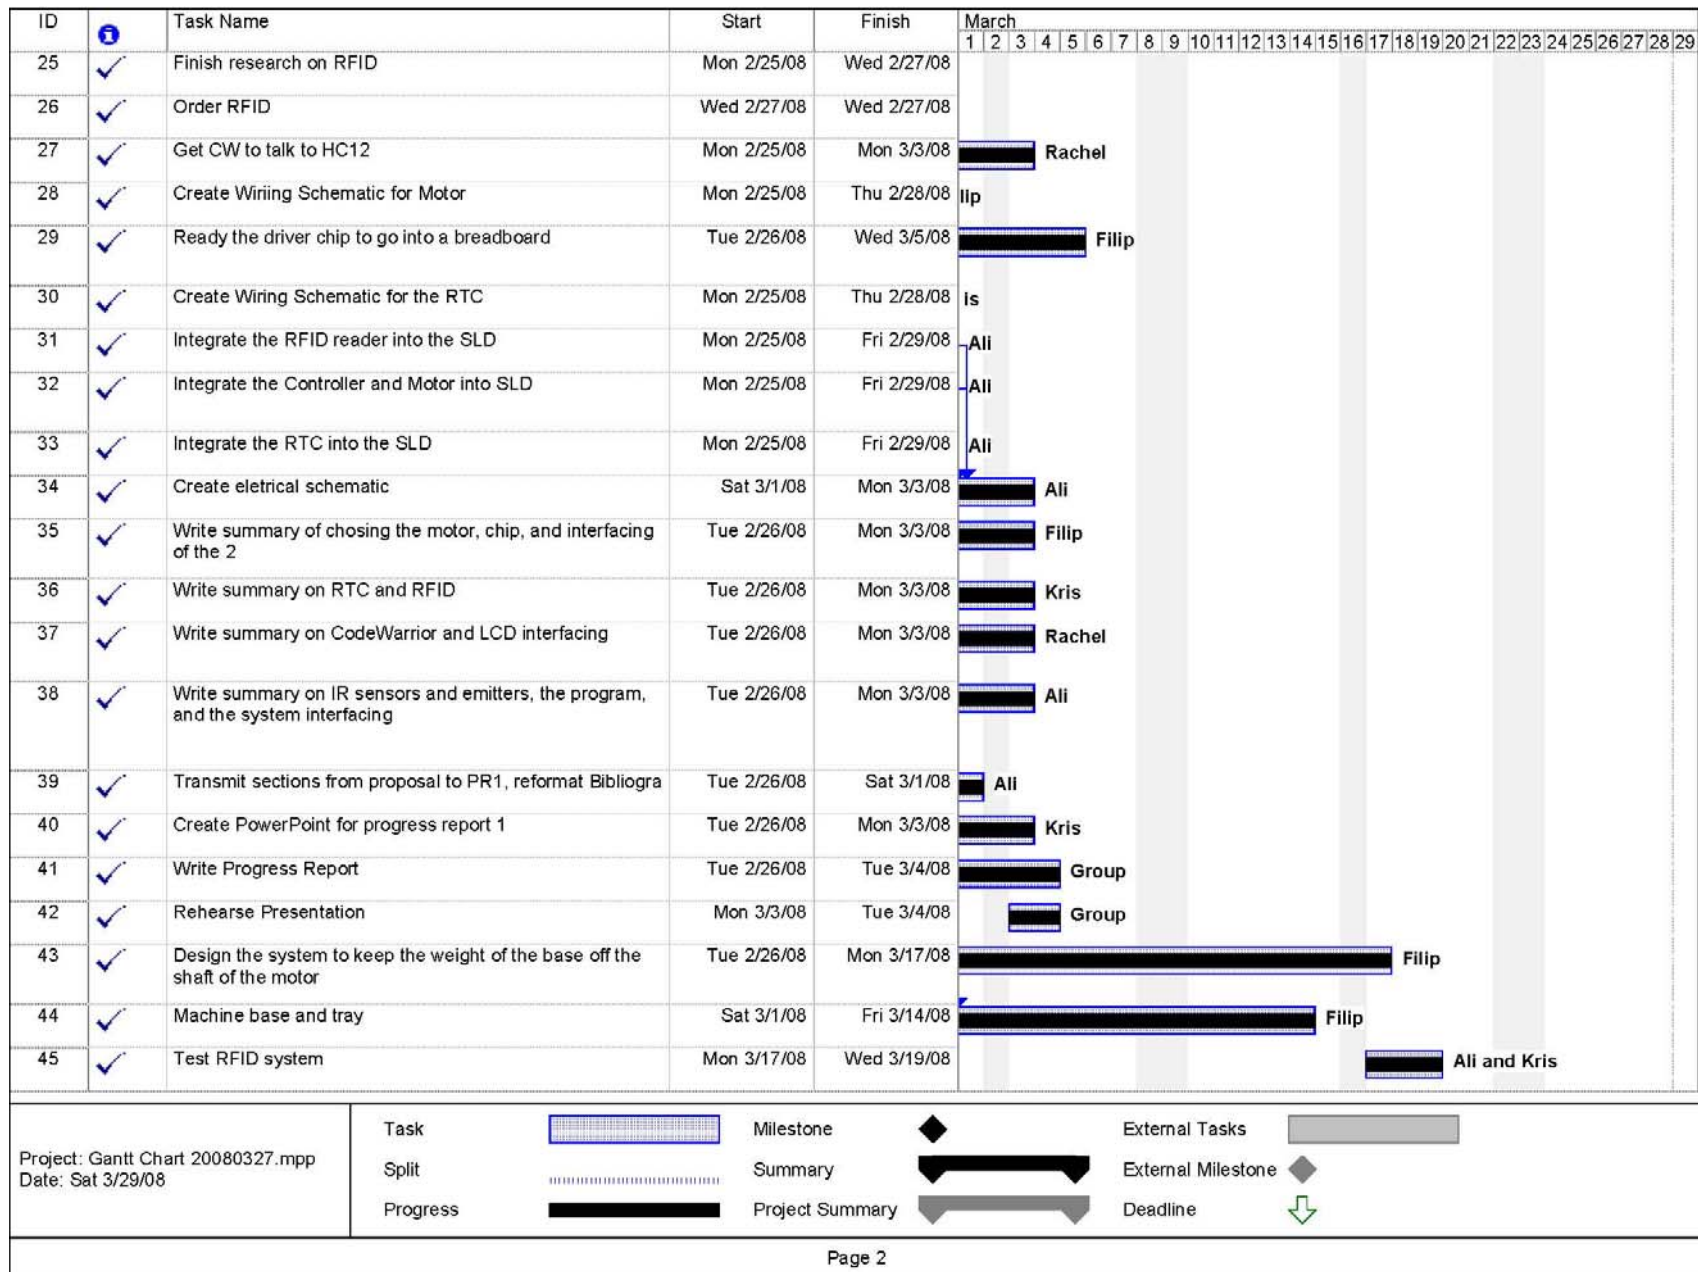 ID Task Name Start Finish March
1 2 3 4 5 6 7 8 9 10 11 12 13 14 15 16 17 18 19 20 21 22 23 24 25 26 27 28 29
25 Finish research on RFID Mon 2/25/08 Wed 2/27/08
26 Order RFID Wed 2/27/08 Wed 2/27/08
27 Get CW to talk to HC12 Mon 2/25/08 Mon 3/3/08 Rachel
28 Create Wiriing Schematic for Motor Mon 2/25/08 Thu 2/28/08 lip
29 Ready the driver chip to go into a breadboard Tue 2/26/08 Wed 3/5/08 Filip
30 Create Wiring Schematic for the RTC Mon 2/25/08 Thu 2/28/08 is
31 Integrate the RFID reader into the SLD Mon 2/25/08 Fri 2/29/08 Ali
32 Integrate the Controller and Motor into SLD Mon 2/25/08 Fri 2/29/08 Ali
33 Integrate the RTC into the SLD Mon 2/25/08 Fri 2/29/08 Ali
34 Create eletrical schematic Sat 3/1/08 Mon 3/3/08 Ali
35 Write summary of chosing the motor, chip, and interfacing Tue 2/26/08 Mon 3/3/08 Filip
of the 2
36 Write summary on RTC and RFID Tue 2/26/08 Mon 3/3/08 Kris
37 Write summary on CodeWarrior and LCD interfacing Tue 2/26/08 Mon 3/3/08 Rachel
38 Write summary on IR sensors and emitters, the program, Tue 2/26/08 Mon 3/3/08 Ali
and the system interfacing
39 Transmit sections from proposal to PR1, reformat Bibliogra Tue 2/26/08 Sat 3/1/08 Ali
40 Create PowerPoint for progress report 1 Tue 2/26/08 Mon 3/3/08 Kris
41 Write Progress Report Tue 2/26/08 Tue 3/4/08 Group
42 Rehearse Presentation Mon 3/3/08 Tue 3/4/08 Group
43 Design the system to keep the weight of the base off the Tue 2/26/08 Mon 3/17/08 Filip
shaft of the motor
44 Machine base and tray Sat 3/1/08 Fri 3/14/08 Filip
45 Test RFID system Mon 3/17/08 Wed 3/19/08 Ali and Kris
Project: Gantt Chart 20080327.mpp
Date: Sat 3/29/08
Task Milestone External Tasks
Split Summary External Milestone
Progress Project Summary Deadline
Page 2